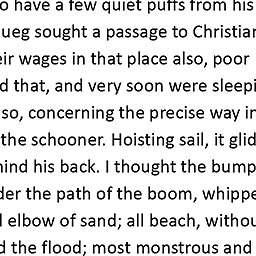 o have a few quiet puffs from his
ueg sought a passage to Christian
eir wages in that place also, poor
d that, and very soon were sleepi
so, concerning the precise way in
the schooner. Hoisting sail, it glid
hind his back. I thought the bump
der the path of the boom, whippe
l elbow of sand; all beach, withou
d the flood; most monstrous and